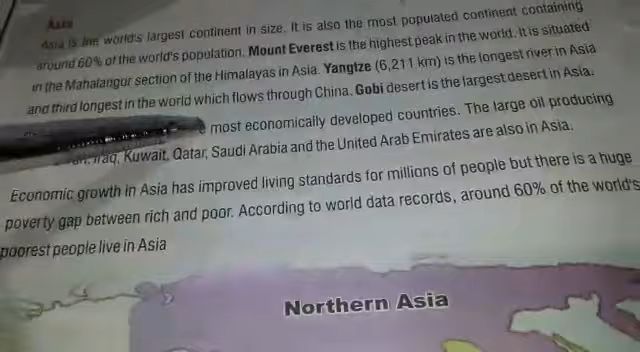 Asia
Asia is the world's largest continent in size. It is also the most populated continent containing
around 60% of the world's population. Mount Everest is the highest peak in the world. It is situated
in the Mahalangur section of the Himalayas in Asia. Yangtze (6,211 km) is the longest river in Asia
and third longest in the world which flows through China. Gobi desert is the largest desert in Asia.
most economically developed countries. The large oil producing
Iraq, Kuwait, Qatar, Saudi Arabia and the United Arab Emirates are also in Asia.
Economic growth in Asia has improved living standards for millions of people but there is a huge
poverty gap between rich and poor. According to world data records, around 60% of the world's
poorest people live in Asia
Northern Asia